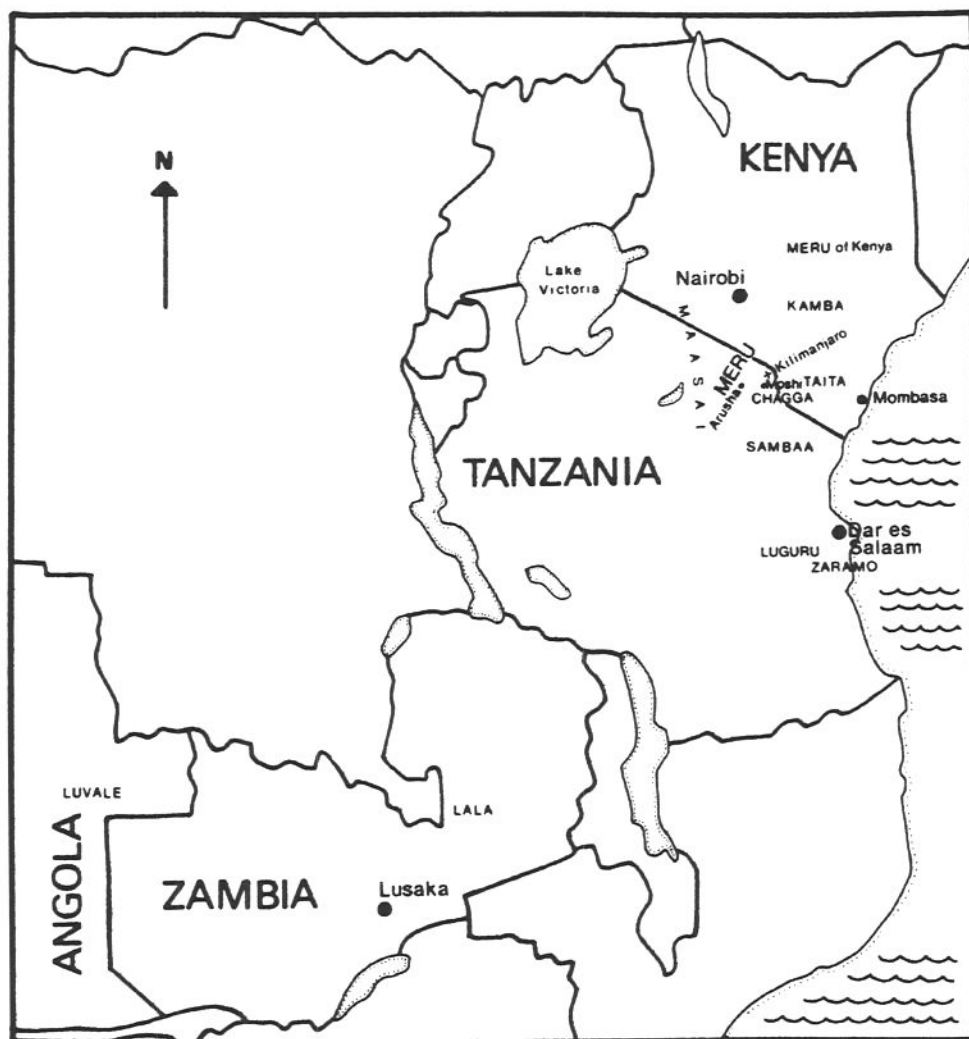 N
KENYA
MERU of Kenya
Lake
Victoria
Nairobi
KAMBA
MAASAI
MERU
Kilimanjaro
Arusha
Moshi
TAITA
CHAGGA
Mombasa
SAMBAA
TANZANIA
Dar es
Salaam
LUGURU
ZARAMO
LUVALE
LALA
ANGOLA
ZAMBIA
Lusaka